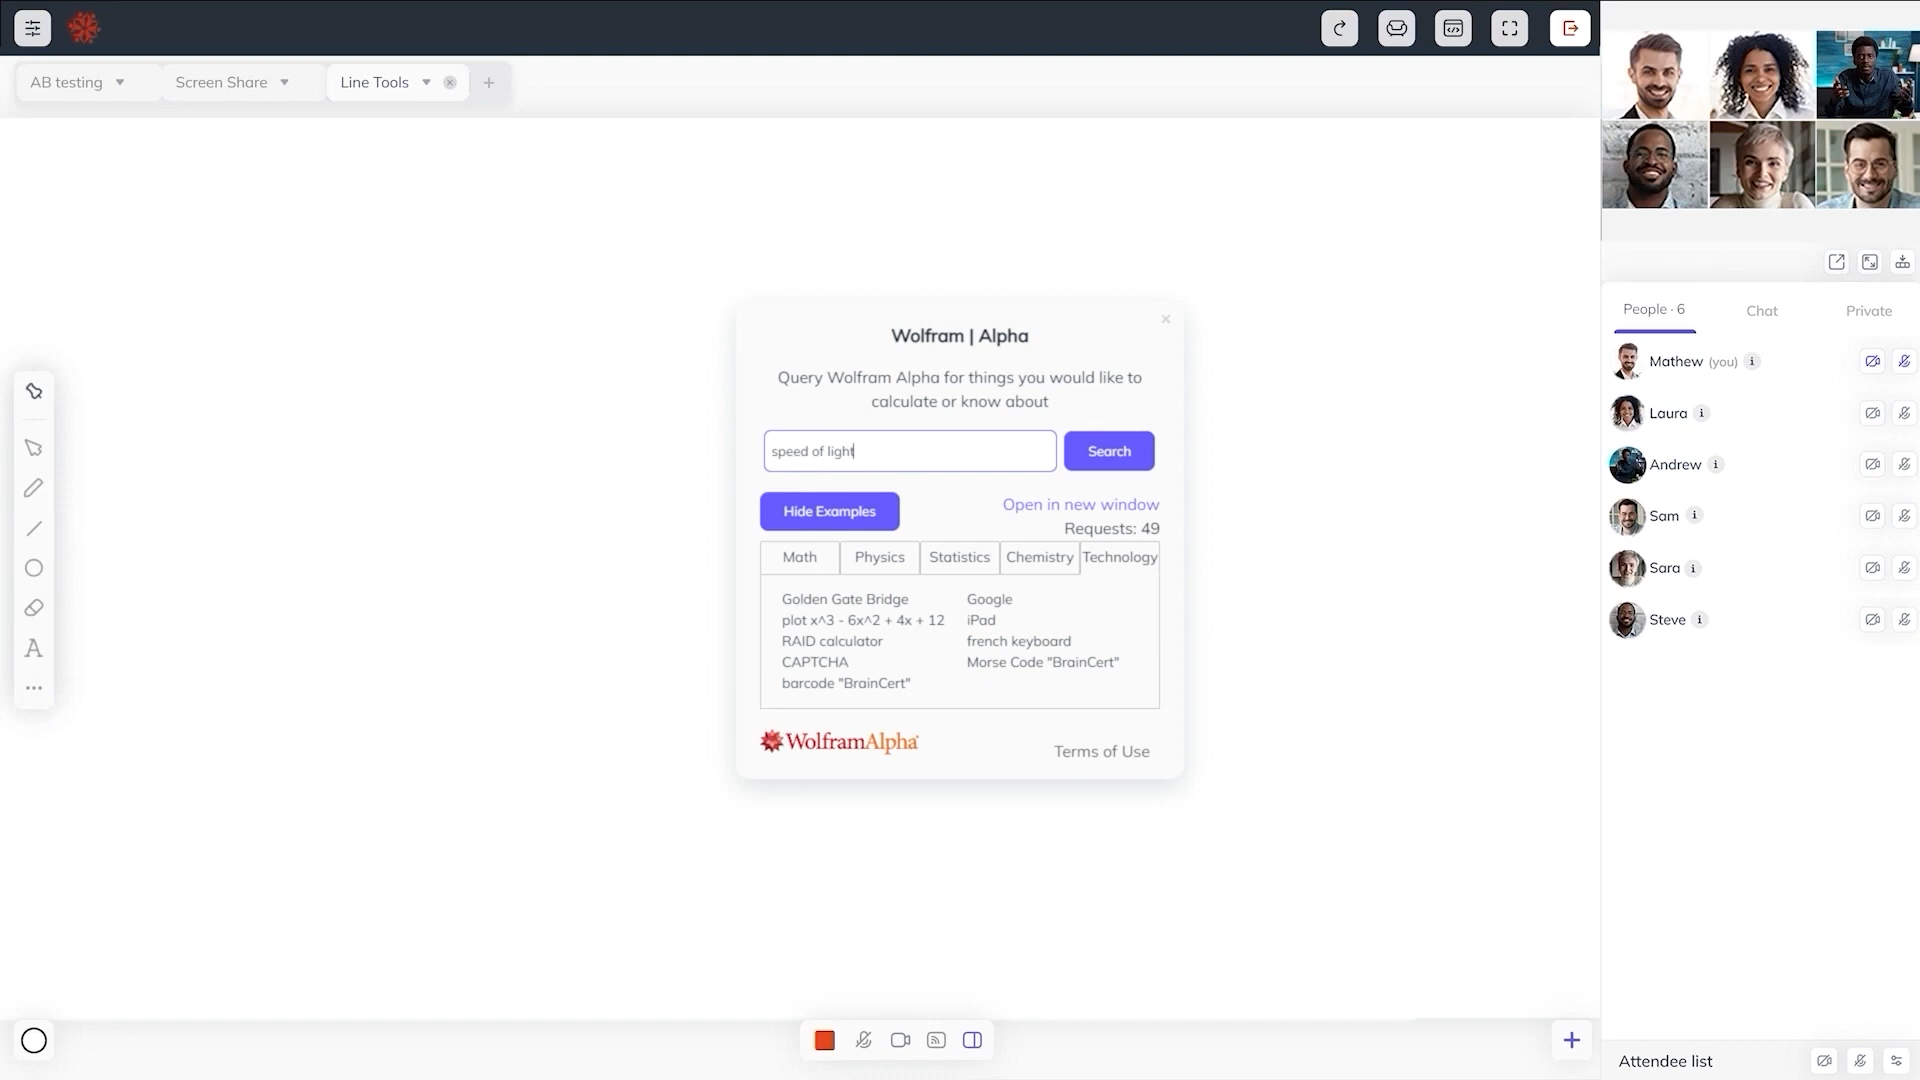 AB testing
Screen Share
Line Tools
Wolfram | Alpha
Query Wolfram Alpha for things you would like to
calculate or know about
speed of light
Search
Hide Examples
Open in new window
Requests: 49
Math
Physics
Statistics
Chemistry
Technology
Golden Gate Bridge
Google
plot x^3 - 6x^2 + 4x + 12
iPad
RAID calculator
french keyboard
CAPTCHA
Morse Code "BrainCert"
barcode "BrainCert"
WolframAlpha
Terms of Use
People · 6
Chat
Private
Mathew (you)
Laura
Andrew
Sam
Sara
Steve
Attendee list